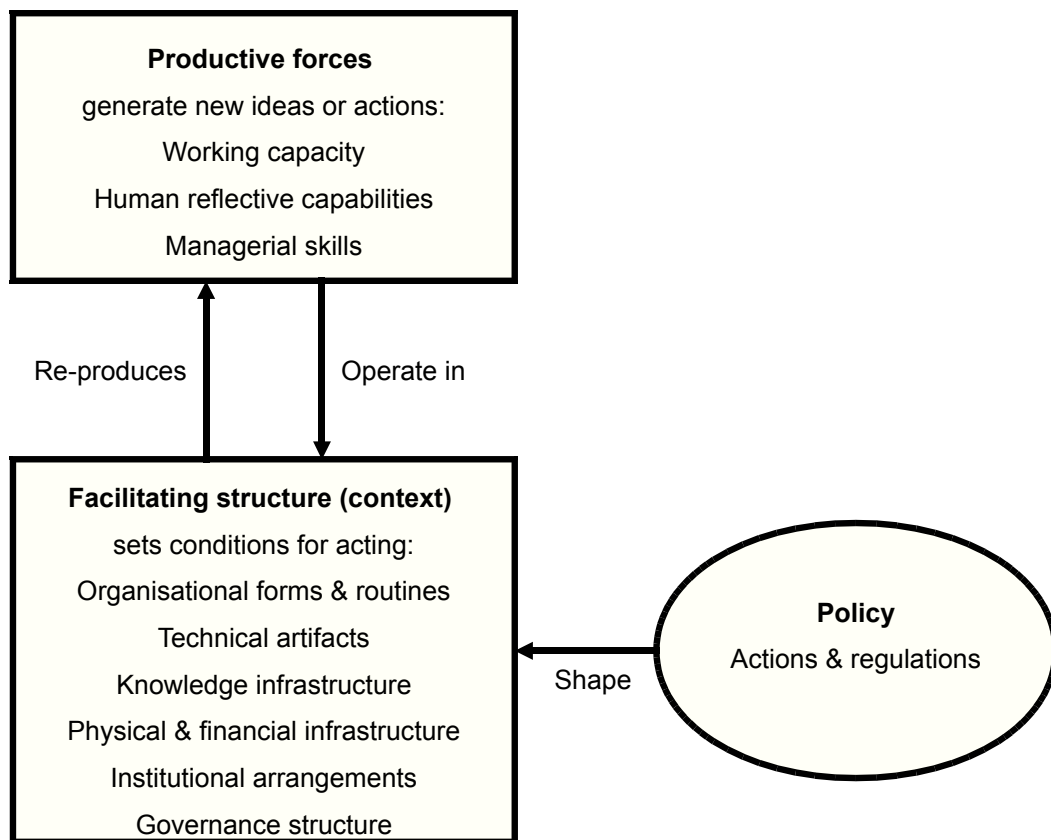 Productive forces
generate new ideas or actions:
Working capacity
Human reflective capabilities
Managerial skills
Re-produces
Operate in
Facilitating structure (context)
sets conditions for acting:
Organisational forms & routines
Technical artifacts
Knowledge infrastructure
Physical & financial infrastructure
Institutional arrangements
Governance structure
Shape
Policy
Actions & regulations